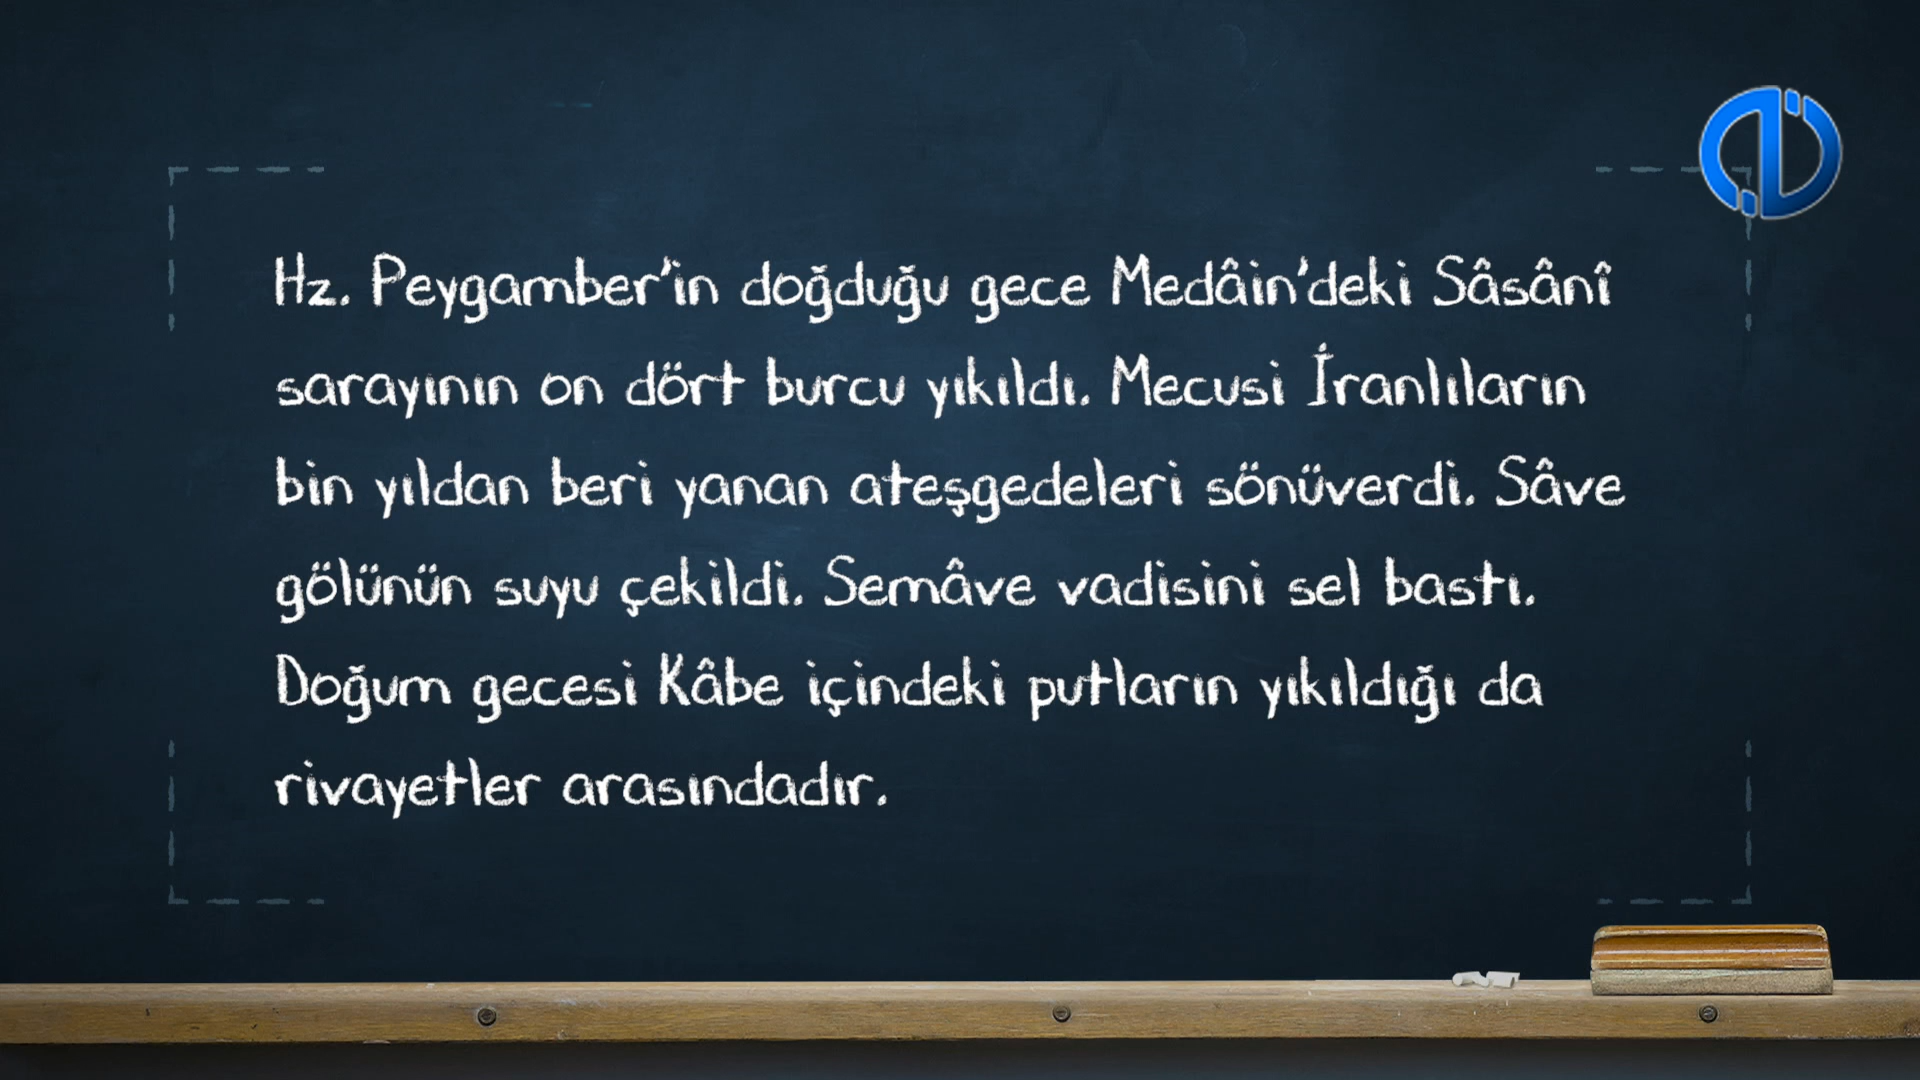 Hz. Peygamber'in doğduğu gece Medâin'deki Sâsânî
sarayının on dört burcu yıkıldı. Mecusi İranlıların
bin yıldan beri yanan ateşgedeleri sönüverdi. Sâve
gölünün suyu çekildi. Semâve vadisini sel bastı.
Doğum gecesi Kâbe içindeki putların yıkıldığı da
rivayetler arasındadır.